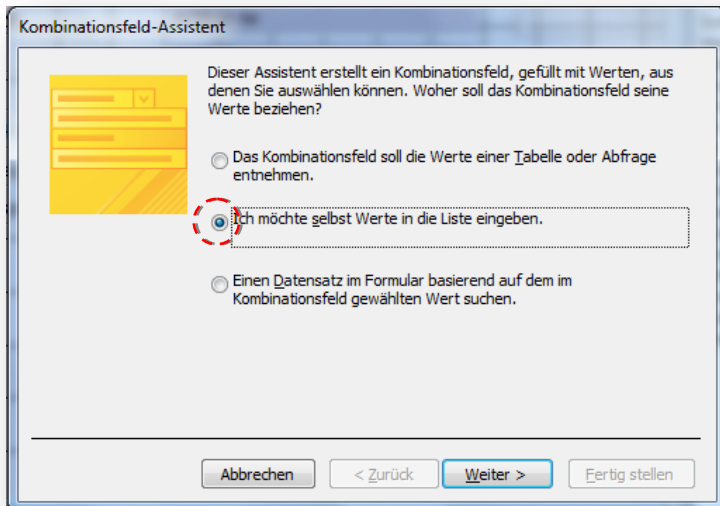 Kombinationsfeld-Assistent
Dieser Assistent erstellt ein Kombinationsfeld, gefüllt mit Werten, aus
denen Sie auswählen können. Woher soll das Kombinationsfeld seine
Werte beziehen?
Das Kombinationsfeld soll die Werte einer Tabelle oder Abfrage
entnehmen.
Ich möchte selbst Werte in die Liste eingeben.
Einen Datensatz im Formular basierend auf dem im
Kombinationsfeld gewählten Wert suchen.
Abbrechen
< Zurück
Weiter >
Fertig stellen